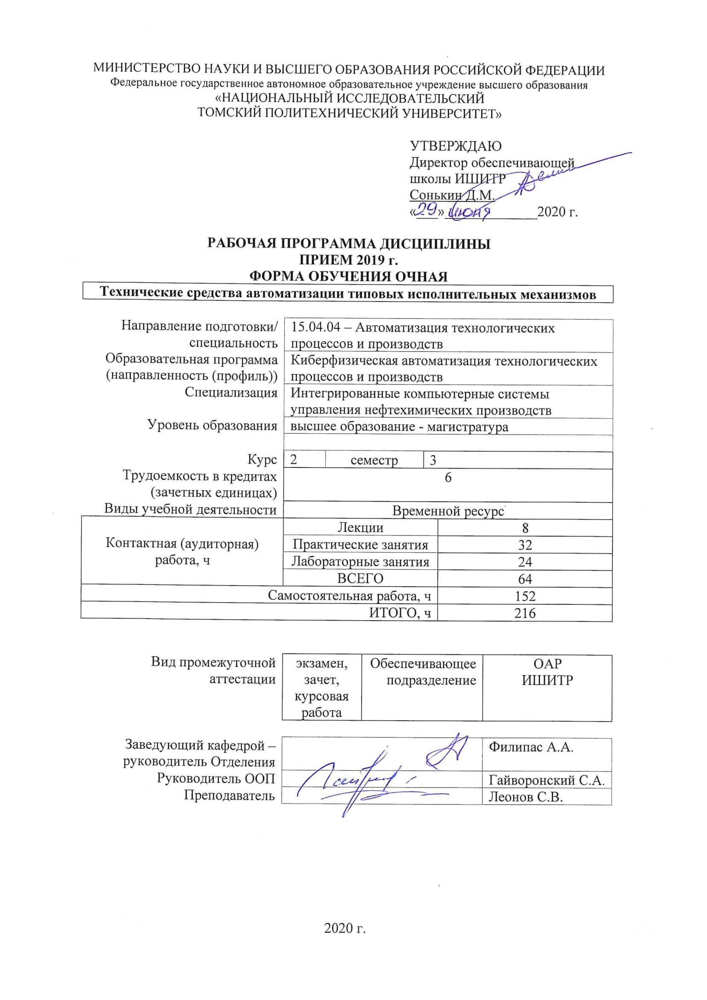 МИНИСТЕРСТВО НАУКИ И ВЫСШЕГО ОБРАЗОВАНИЯ РОССИЙСКОЙ ФЕДЕРАЦИИ
Федеральное государственное автономное образовательное учреждение высшего образования
«НАЦИОНАЛЬНЫЙ ИССЛЕДОВАТЕЛЬСКИЙ
ТОМСКИЙ ПОЛИТЕХНИЧЕСКИЙ УНИВЕРСИТЕТ»
УТВЕРЖДАЮ
Директор обеспечивающей
школы ИШИТР
Сонькин Д.М.
«29» июня 2020 г.
РАБОЧАЯ ПРОГРАММА ДИСЦИПЛИНЫ
ПРИЕМ 2019 г.
ФОРМА ОБУЧЕНИЯ ОЧНАЯ
Технические средства автоматизации типовых исполнительных механизмов
Направление подготовки/ 15.04.04 – Автоматизация технологических
специальность процессов и производств
Образовательная программа Киберфизическая автоматизация технологических
(направленность (профиль)) процессов и производств
Специализация Интегрированные компьютерные системы
управления нефтехимических производств
Уровень образования высшее образование - магистратура
Курс 2 семестр 3
Трудоемкость в кредитах 6
(зачетных единицах)
Виды учебной деятельности Временной ресурс
Лекции 8
Контактная (аудиторная) Практические занятия 32
работа, ч Лабораторные занятия 24
ВСЕГО 64
Самостоятельная работа, ч 152
ИТОГО, ч 216
Вид промежуточной экзамен, Обеспечивающее ОАР
аттестации зачет, подразделение ИШИТР
курсовая
работа
Заведующий кафедрой – Филипас А.А.
руководитель Отделения
Руководитель ООП Гайворонский С.А.
Преподаватель Леонов С.В.
2020 г.